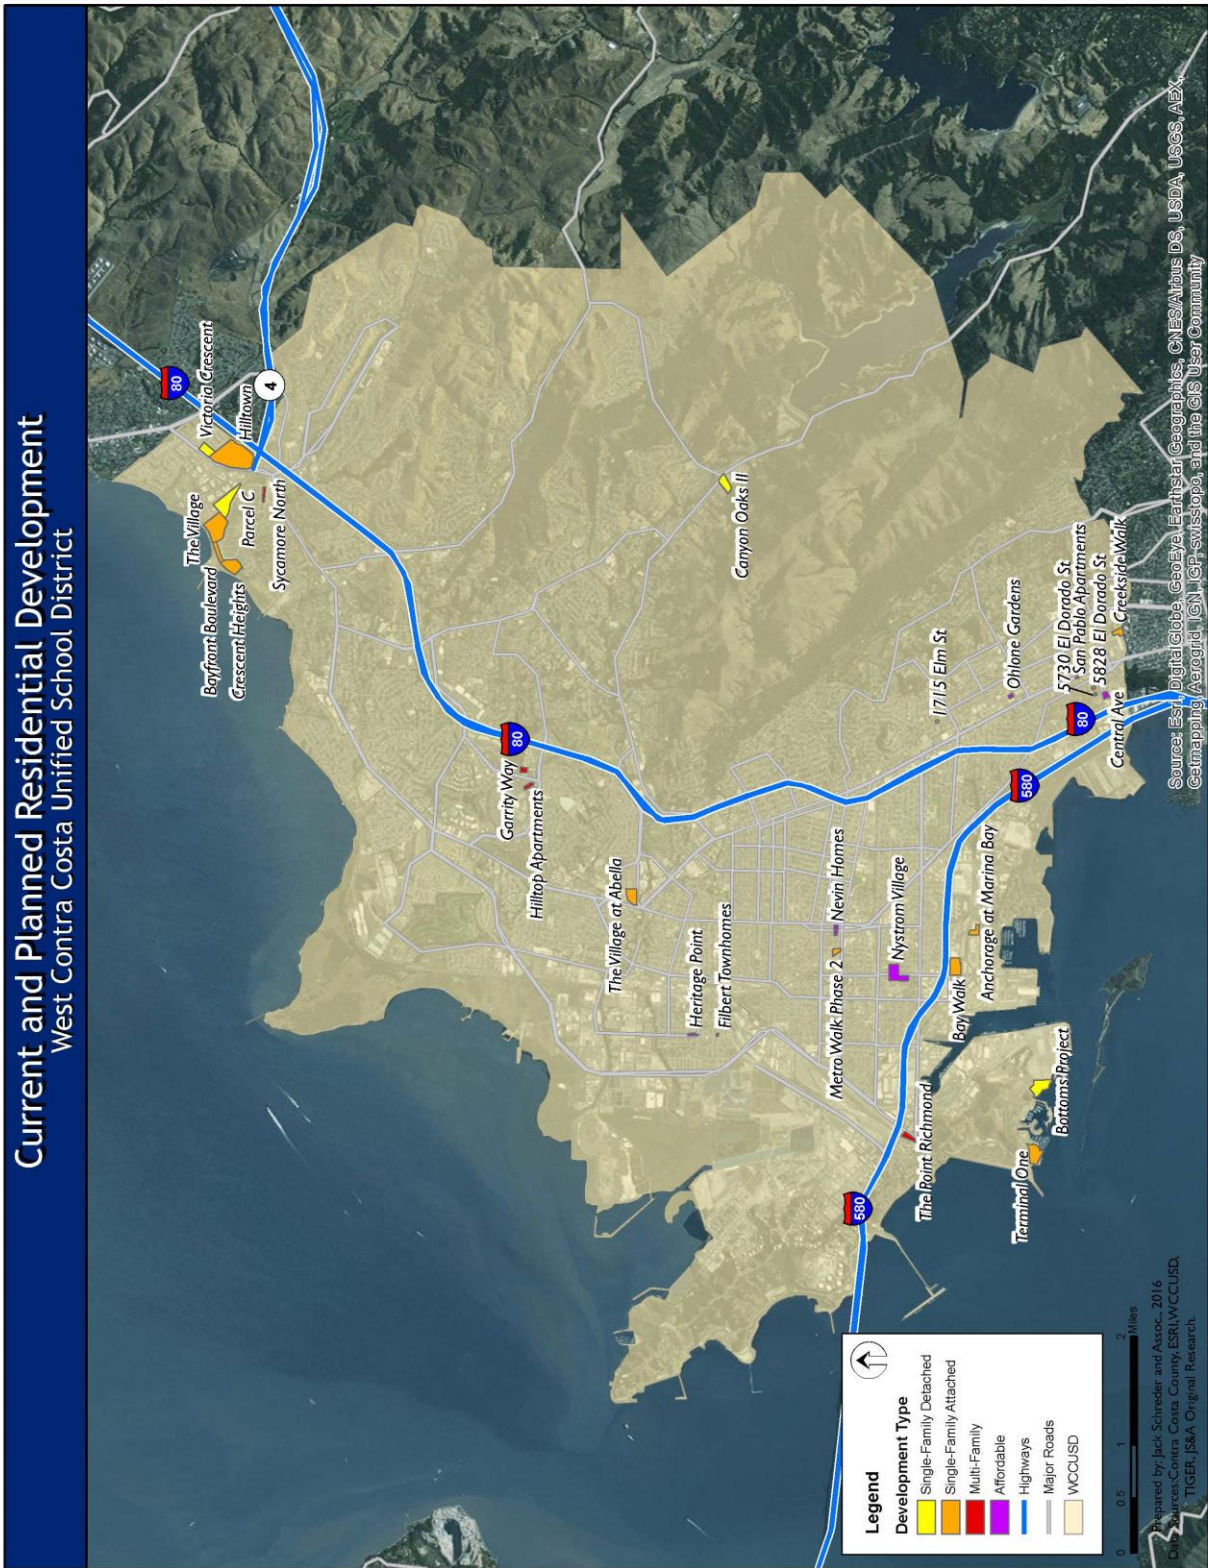 Current and Planned Residential Development
West Contra Costa Unified School District
80
4
Victoria Crescent
Hilltown
The Village
Bayfront Boulevard
Crescent Heights
Parcel C
Sycamore North
Canyon Oaks II
80
Garrity Way
Hilltop Apartments
The Village at Abella
Heritage Point
Filbert Townhomes
Metro Walk Phase 2
Nevin Homes
Nystrom Village
1715 Elm St
Ohlone Gardens
5730 El Dorado St
San Pablo Apartments
5828 El Dorado St
Creekside Walk
Central Ave
80
580
Anchorage at Marina Bay
BayWalk
Bottoms Project
Terminal One
The Point Richmond
580
Legend
Development Type
Single-Family Detached
Single-Family Attached
Multi-Family
Affordable
Highways
Major Roads
WCCUSD
0 0.5 1 2
Miles
Prepared by: Jack Schreder and Assoc., 2016
Data Sources: Contra Costa County, ESRI, WCCUSD,
TIGER, JS&A Original Research.
Source: Esri, DigitalGlobe, GeoEye, Earthstar Geographics, CNES/Airbus DS, USDA, USGS, AEX,
Getmapping, Aerogrid, IGN, IGP, swisstopo, and the GIS User Community